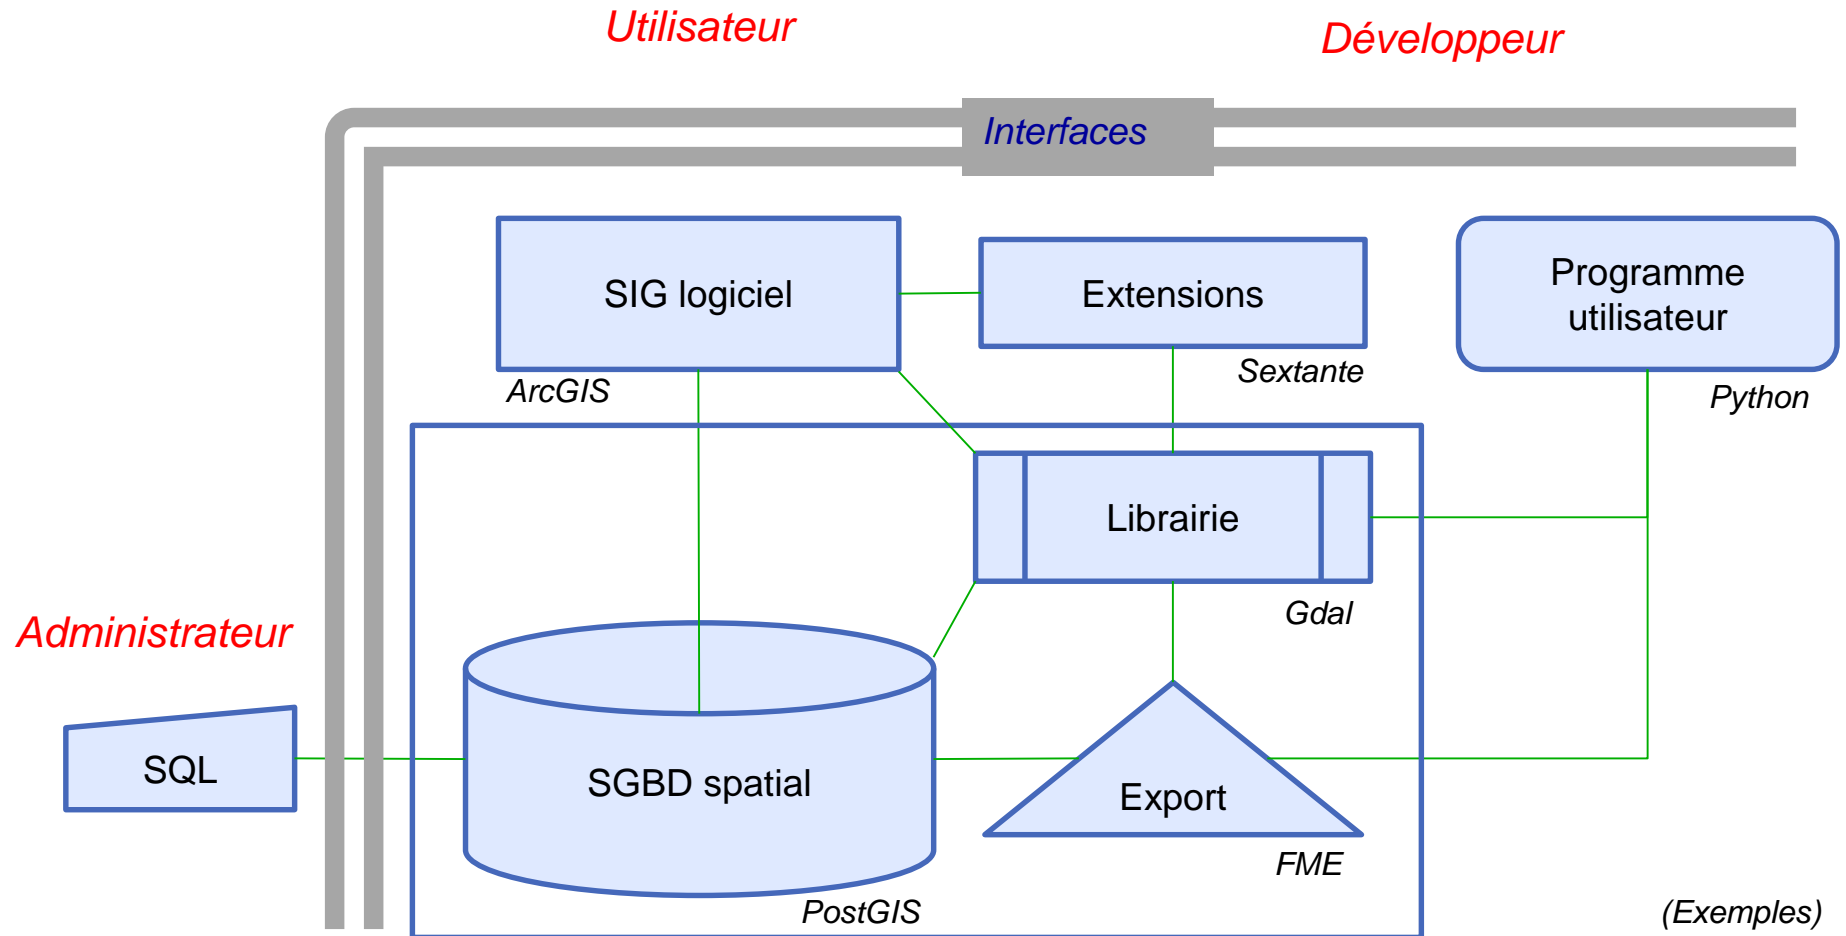 Utilisateur
Développeur
Interfaces
SIG logiciel
Extensions
Programme
utilisateur
ArcGIS
Sextante
Python
Librairie
Gdal
Administrateur
SQL
SGBD spatial
Export
FME
PostGIS
(Exemples)